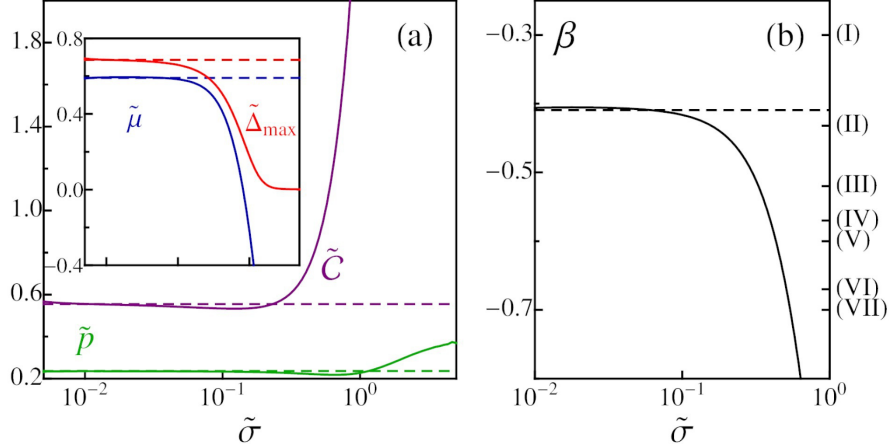 1.8
1.4
1.0
0.6
0.2
(a)
0.8
0.4
0.0
−0.4
μ̃
Δ̃max
C̃
p̃
10⁻²
10⁻¹
10⁰
σ̃
β
(b)
−0.3
−0.5
−0.7
(I)
(II)
(III)
(IV)
(V)
(VI)
(VII)
10⁻²
10⁻¹
10⁰
σ̃